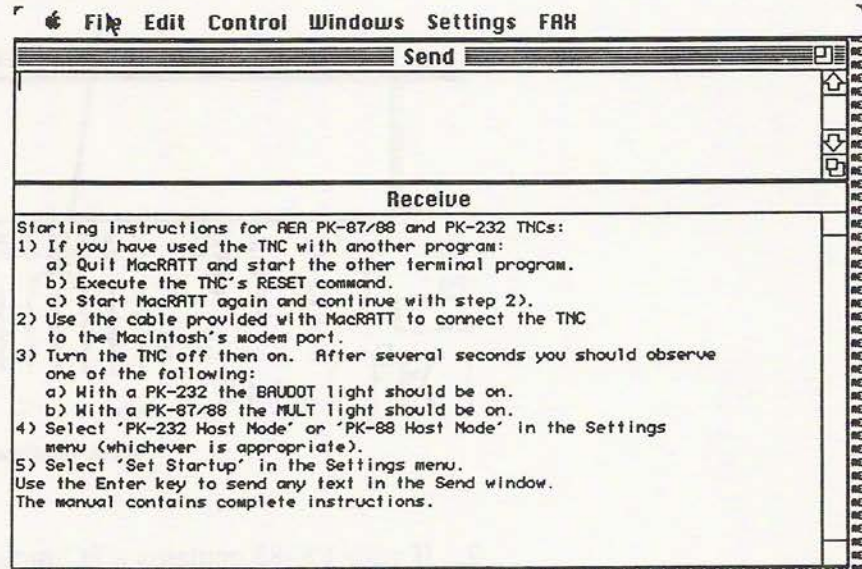 File Edit Control Windows Settings FAX
Send
Receive
Starting instructions for AEA PK-87/88 and PK-232 TNCs:
1) If you have used the TNC with another program:
a) Quit MacRATT and start the other terminal program.
b) Execute the TNC's RESET command.
c) Start MacRATT again and continue with step 2).
2) Use the cable provided with MacRATT to connect the TNC
to the Macintosh's modem port.
3) Turn the TNC off then on. After several seconds you should observe
one of the following:
a) With a PK-232 the BAUDOT light should be on.
b) With a PK-87/88 the MULT light should be on.
4) Select 'PK-232 Host Mode' or 'PK-88 Host Mode' in the Settings
menu (whichever is appropriate).
5) Select 'Set Startup' in the Settings menu.
Use the Enter key to send any text in the Send window.
The manual contains complete instructions.